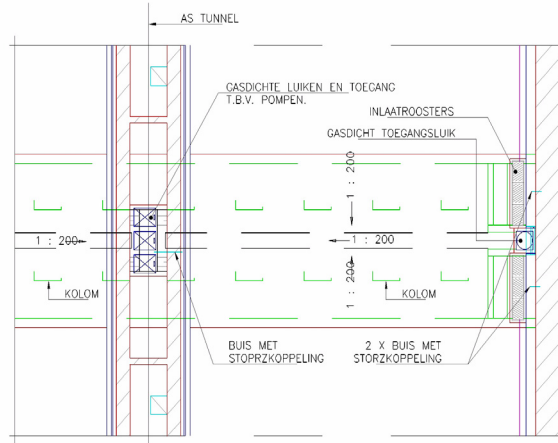 AS TUNNEL
GASDICHTE LUIKEN EN TOEGANG
T.B.V. POMPEN.
INLAATROOSTERS
GASDICHT TOEGANGSLUIK
1 : 200
1 : 200
1 : 200
1 : 200
KOLOM
KOLOM
BUIS MET
STOPRZKOPPELING
2 X BUIS MET
STORZKOPPELING